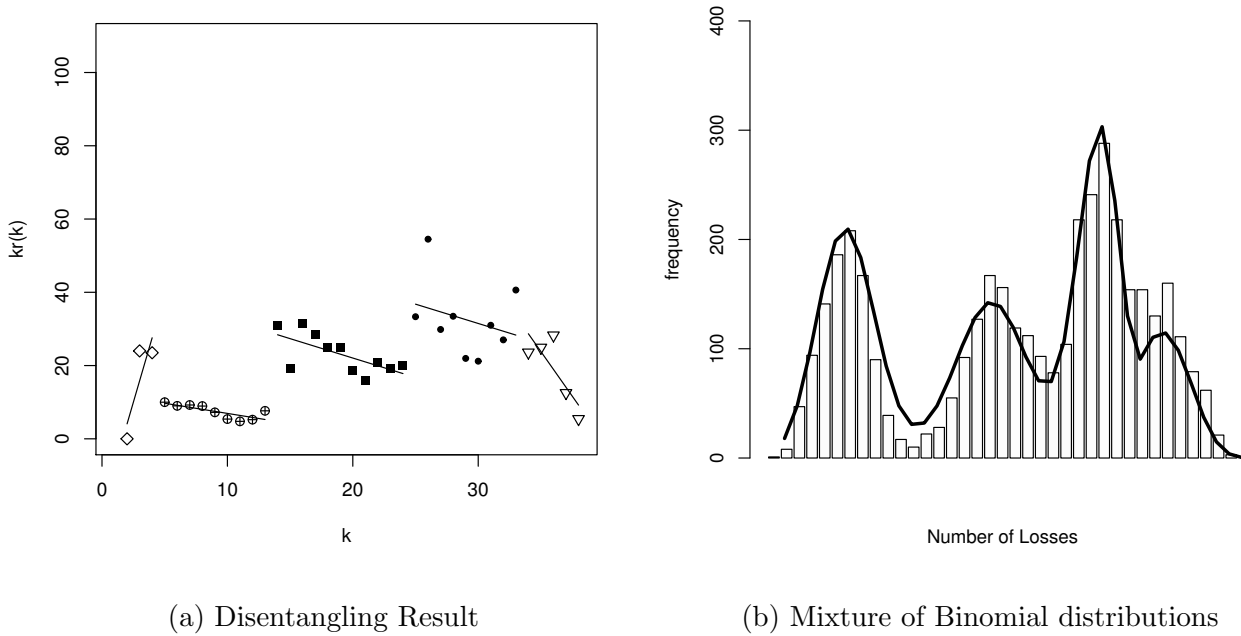 100
80
60
40
20
0
kr(k)
0 10 20 30
k
400
300
200
100
0
frequency
Number of Losses
(a) Disentangling Result
(b) Mixture of Binomial distributions